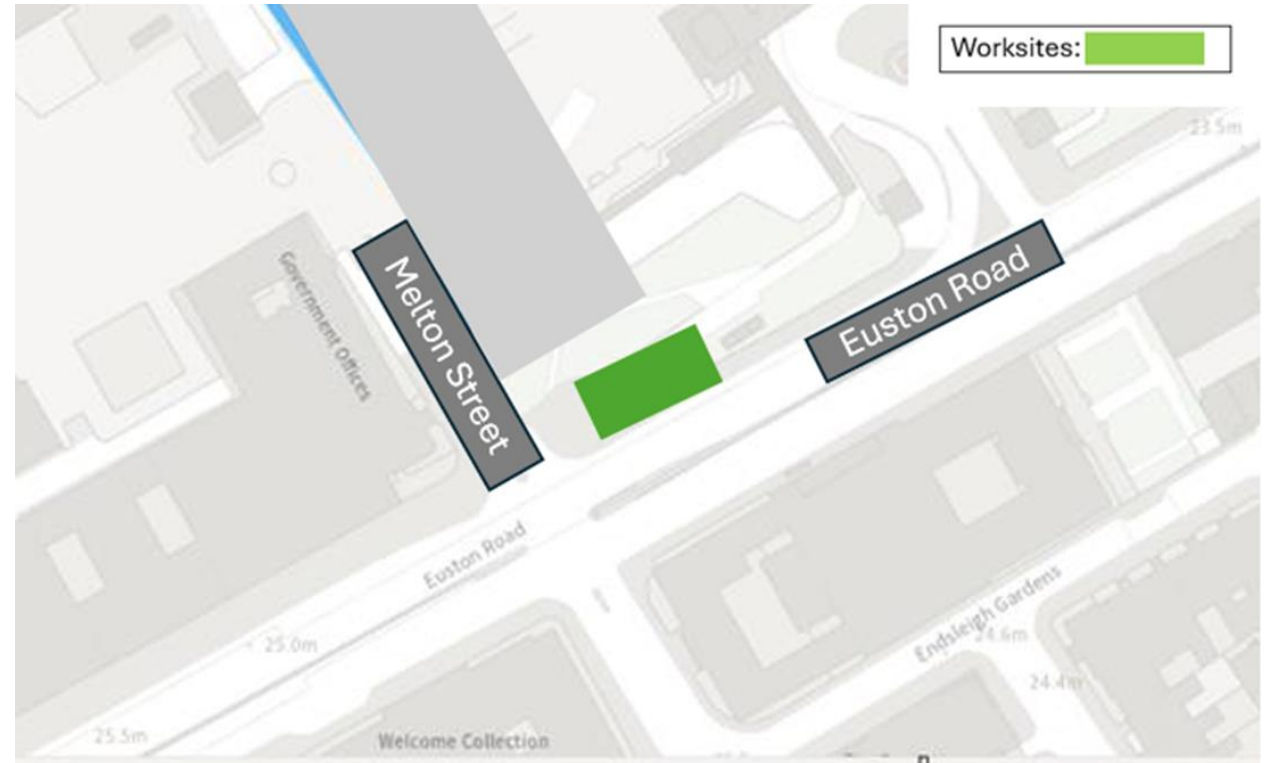 Worksites:
23.5m
Government Offices
Melton Street
Euston Road
Euston Road
Endsleigh Gardens
24.6m
25.0m
24.4m
25.5m
Welcome Collection